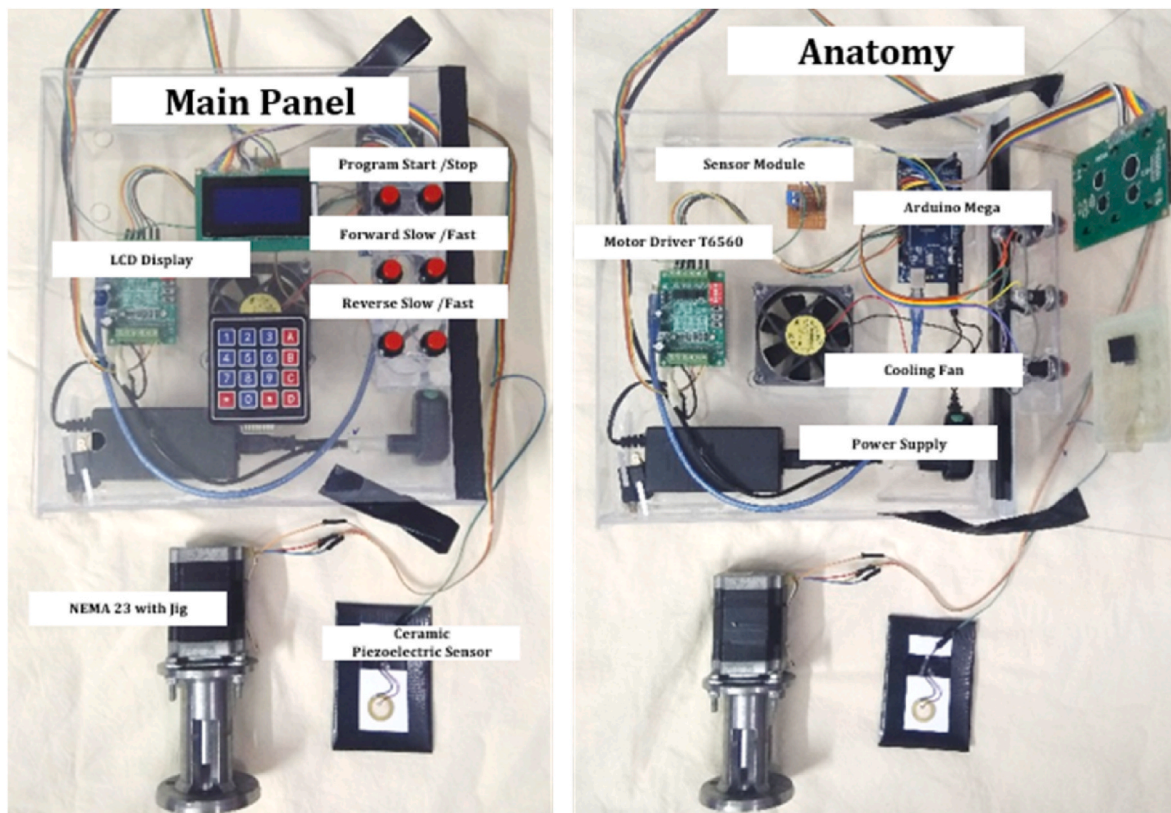 Main Panel
Program Start /Stop
Forward Slow /Fast
LCD Display
Reverse Slow /Fast
1 2 3 A
4 5 6 B
7 8 9 C
* 0 * D
NEMA 23 with Jig
Ceramic
Piezoelectric Sensor
Anatomy
Sensor Module
Arduino Mega
Motor Driver T6560
Cooling Fan
Power Supply